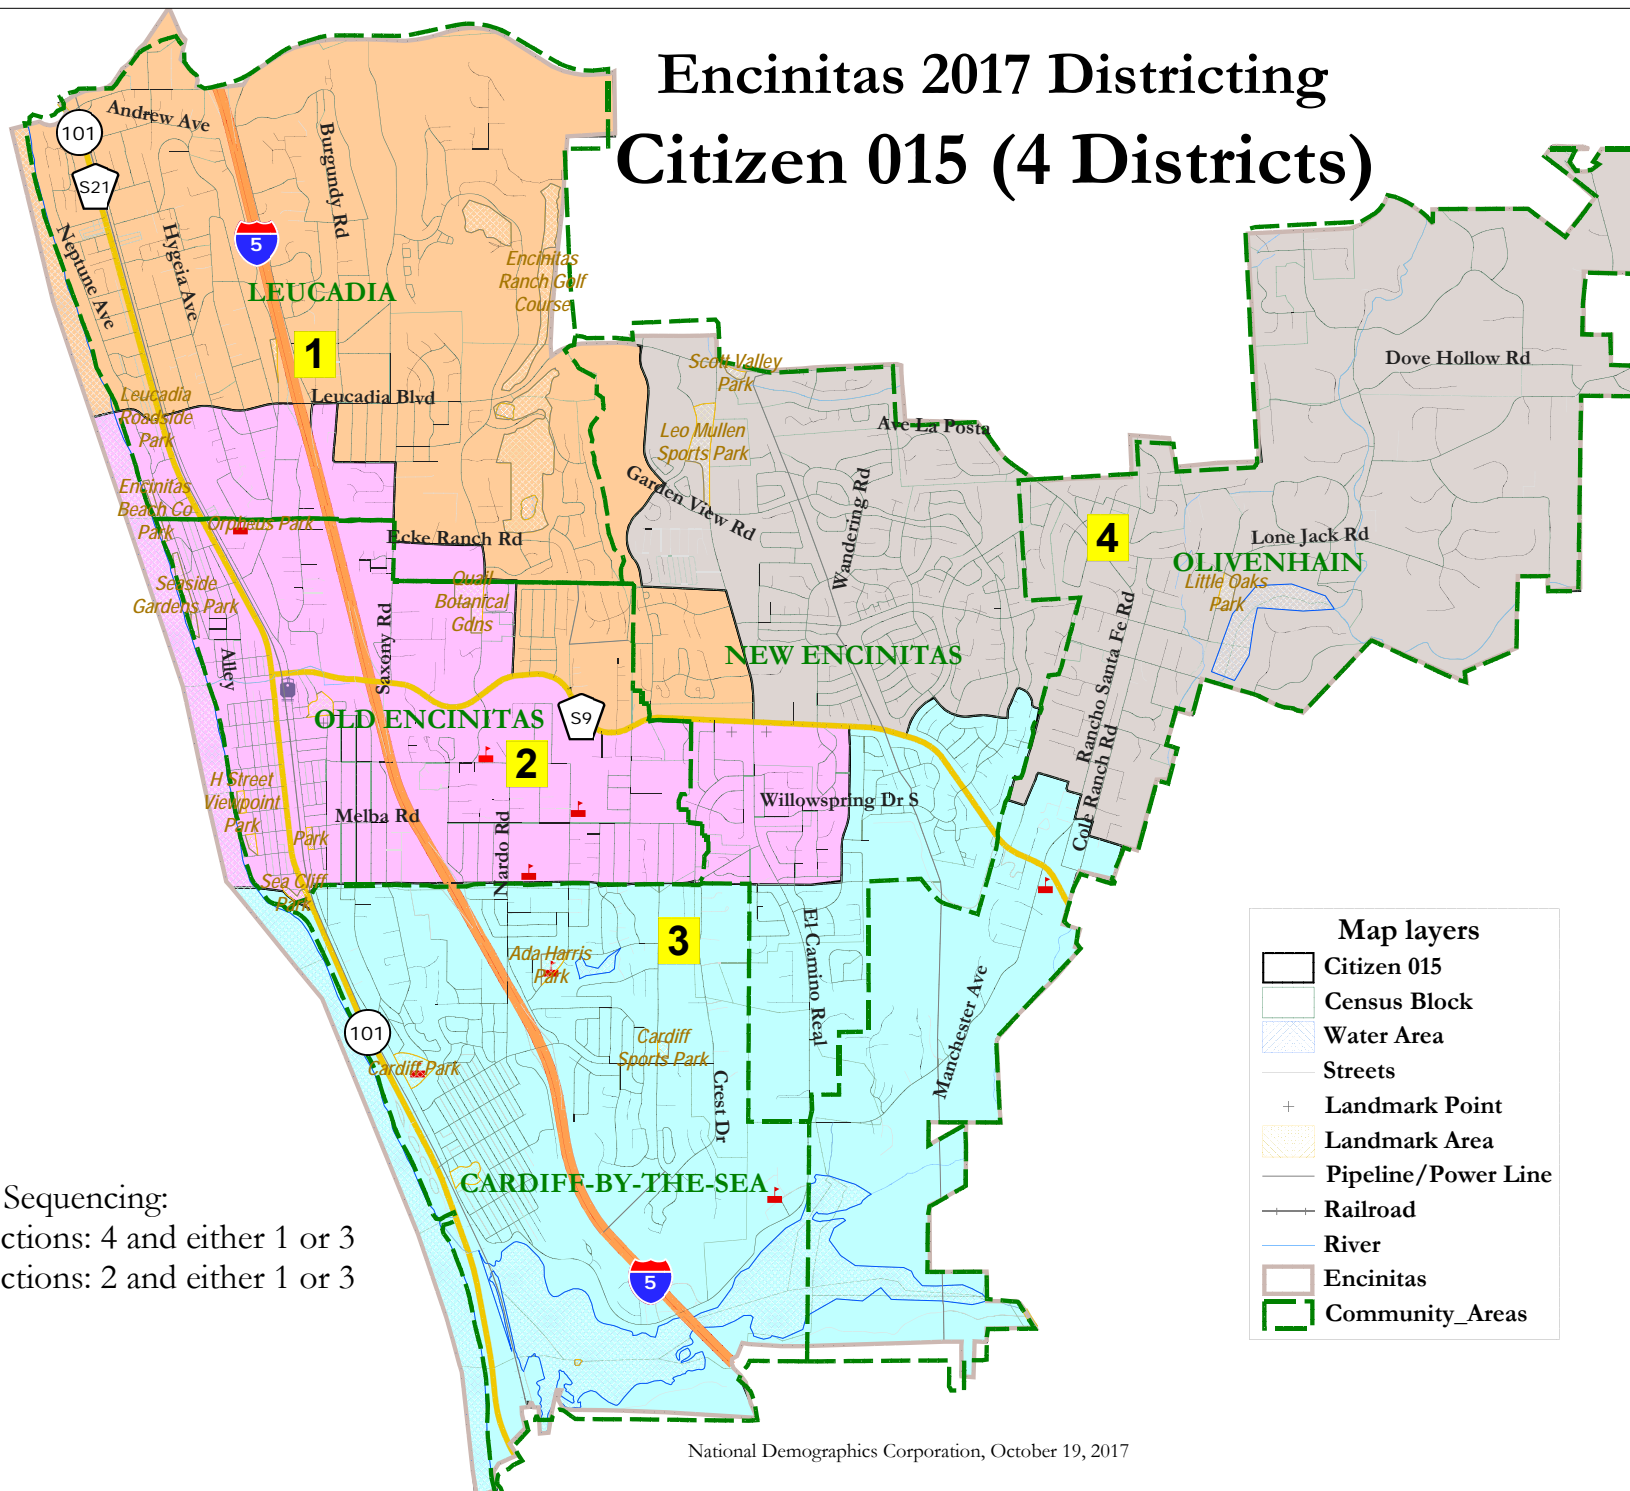 Encinitas 2017 Districting
Citizen 015 (4 Districts)
Andrew Ave
101
S21
Burgundy Rd
Neptune Ave
Hygeia Ave
5
LEUCADIA
Encinitas
Ranch Golf
Course
1
Leucadia Blvd
Leucadia
Roadside
Park
Scott Valley
Park
Leo Mullen
Sports Park
Ave La Posta
Dove Hollow Rd
Garden View Rd
Wandering Rd
Encinitas
Beach Co
Park
Orpheus Park
Ecke Ranch Rd
4
Lone Jack Rd
OLIVENHAIN
Little Oaks
Park
Seaside
Gardens Park
Quail
Botanical
Gdns
Alley
Saxony Rd
NEW ENCINITAS
Rancho Santa Fe Rd
Cole Ranch Rd
OLD ENCINITAS
S9
2
H Street
Viewpoint
Park
Park
Melba Rd
Nardo Rd
Willowspring Dr S
Sea Cliff
Park
3
El Camino Real
Manchester Ave
Ada Harris
Park
Cardiff
Sports Park
101
Cardiff Park
Crest Dr
CARDIFF-BY-THE-SEA
5
Sequencing:
ctions: 4 and either 1 or 3
ctions: 2 and either 1 or 3
Map layers
Citizen 015
Census Block
Water Area
Streets
Landmark Point
Landmark Area
Pipeline/Power Line
Railroad
River
Encinitas
Community_Areas
National Demographics Corporation, October 19, 2017